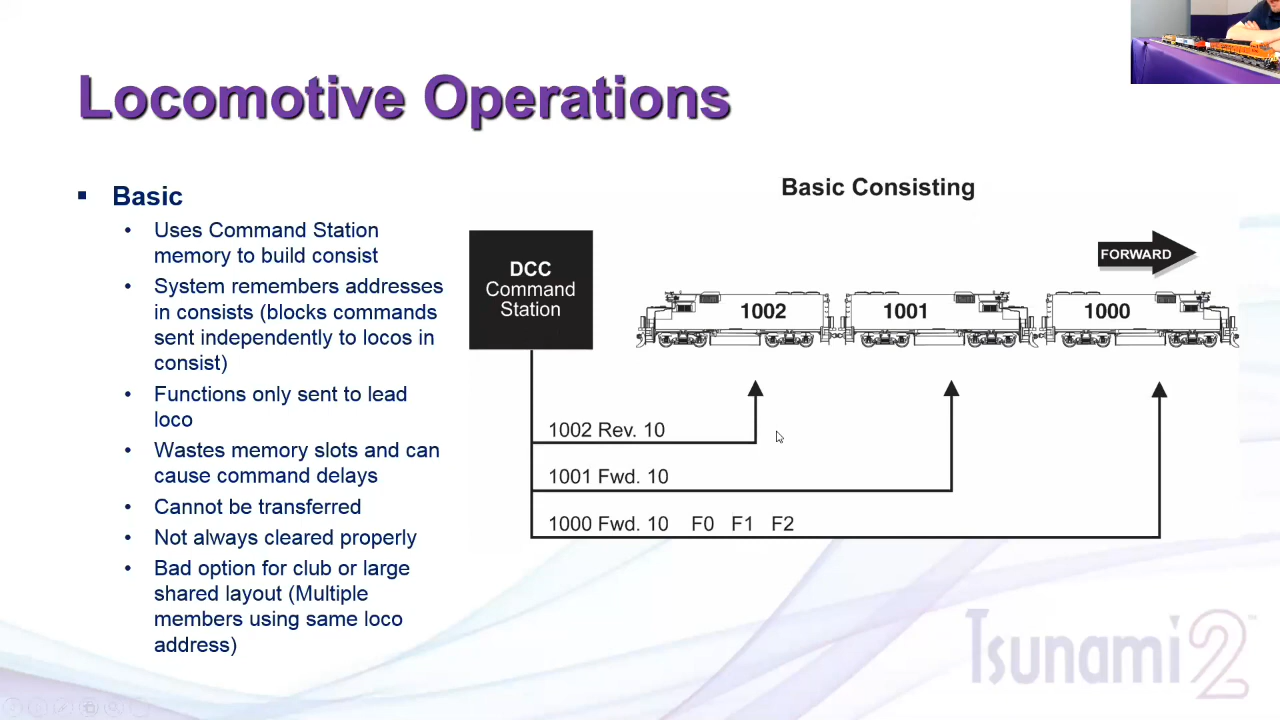 Locomotive Operations
Basic
Uses Command Station
memory to build consist
System remembers addresses
in consists (blocks commands
sent independently to locos in
consist)
Functions only sent to lead
loco
Wastes memory slots and can
cause command delays
Cannot be transferred
Not always cleared properly
Bad option for club or large
shared layout (Multiple
members using same loco
address)
Basic Consisting
FORWARD
DCC
Command
Station
1002
1001
1000
1002 Rev. 10
1001 Fwd. 10
1000 Fwd. 10 F0 F1 F2
Tsunami2™